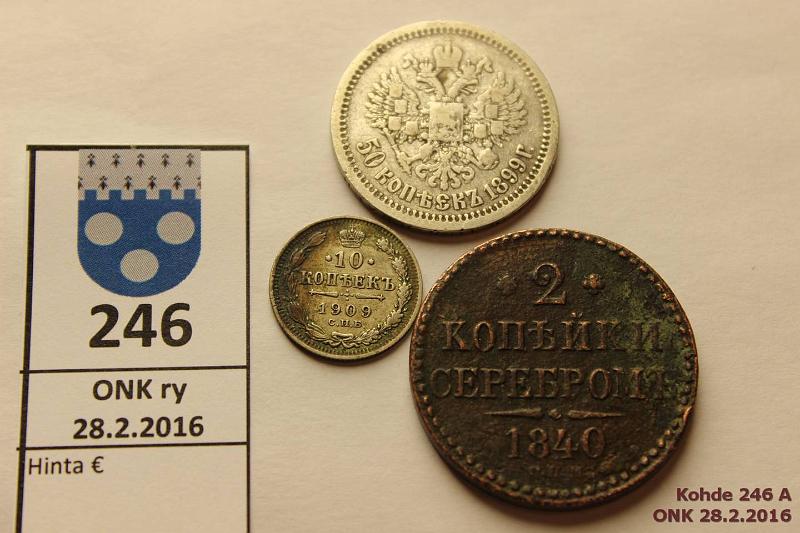 246
ONK ry
28.2.2016
Hinta €
50 КОПѢЕКЪ 1899 г.
·10·
КОПѢЕКЪ
1909
С.П.Б.
2
КОПѢЙКИ
СЕРЕБРОМЪ
1840
Kohde 246 A
ONK 28.2.2016